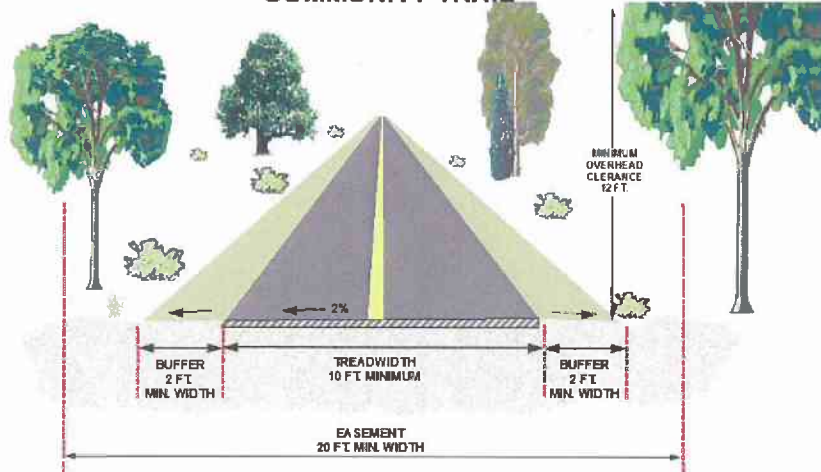 MINIMUM
OVERHEAD
CLERANCE
12 FT.
2%
BUFFER
2 FT.
MIN. WIDTH
TREADWIDTH
10 FT. MINIMUM
BUFFER
2 FT.
MIN. WIDTH
EASEMENT
20 FT. MIN. WIDTH